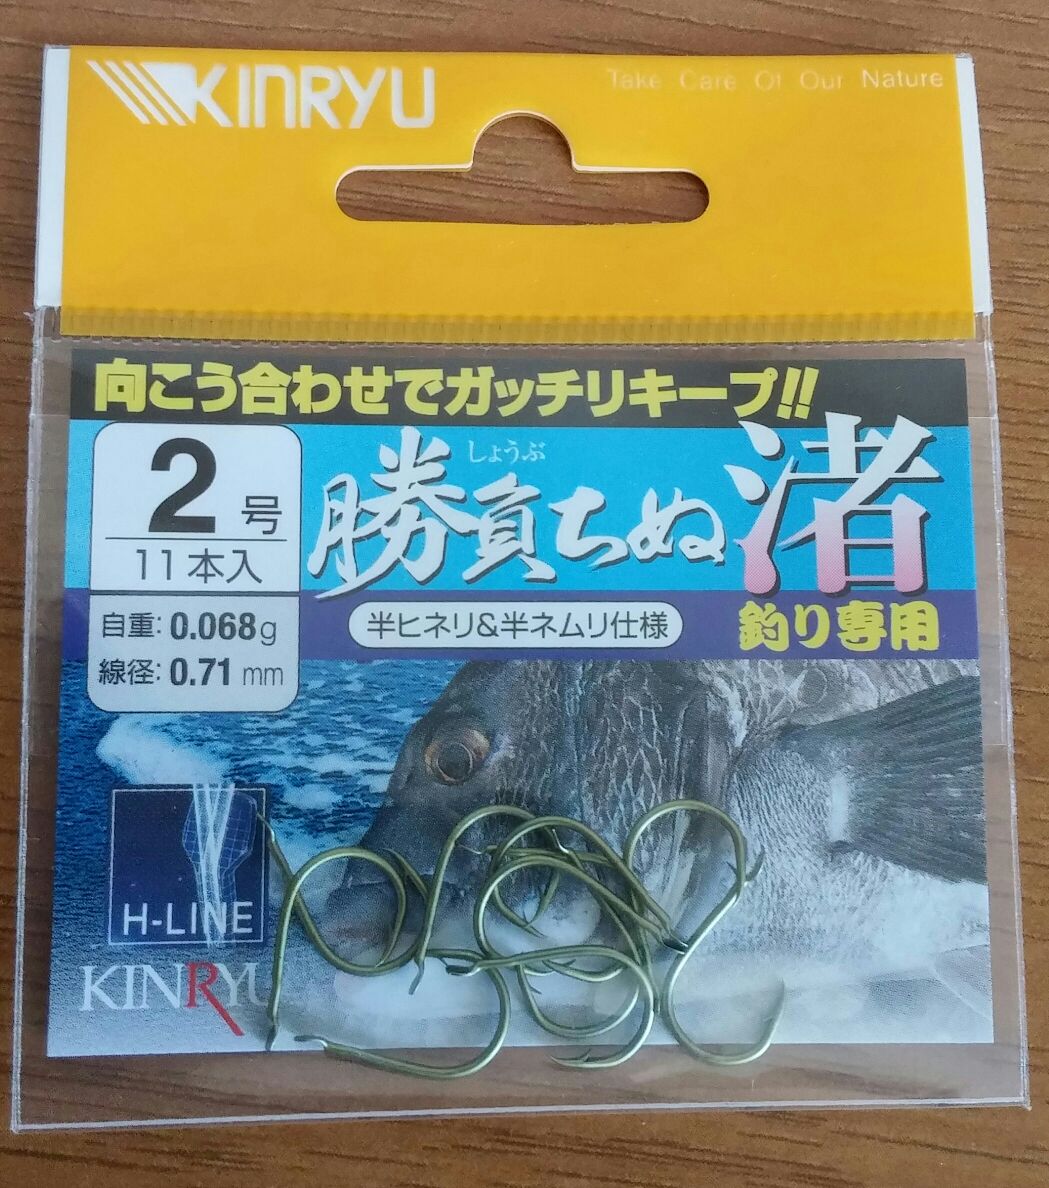 KINRYU
Take Care Of Our Nature
向こう合わせでガッチリキープ!!
2号
11本入
自重: 0.068g
線径: 0.71 mm
しょうぶ
勝負ちぬ渚
半ヒネリ&半ネムリ仕様
釣り専用
H-LINE
KINRYU